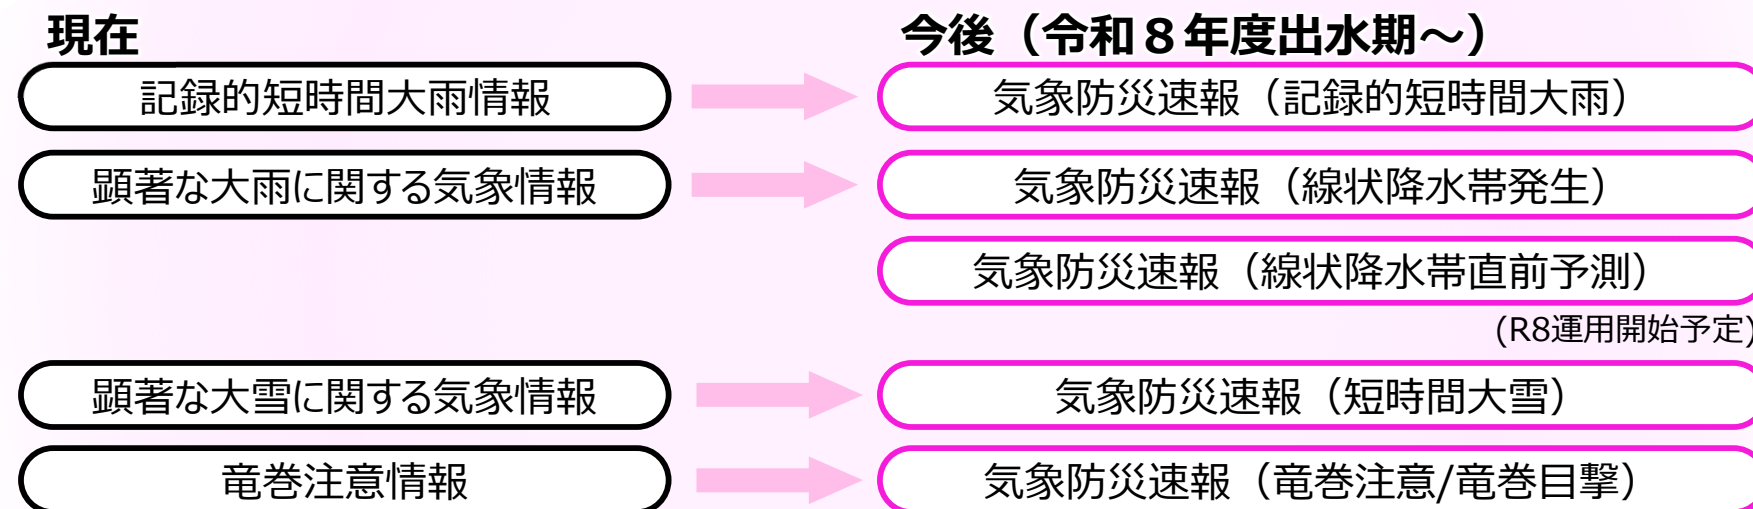 現在
今後（令和８年度出水期～）
記録的短時間大雨情報
気象防災速報（記録的短時間大雨）
顕著な大雨に関する気象情報
気象防災速報（線状降水帯発生）
気象防災速報（線状降水帯直前予測）
(R8運用開始予定)
顕著な大雪に関する気象情報
気象防災速報（短時間大雪）
竜巻注意情報
気象防災速報（竜巻注意/竜巻目撃）